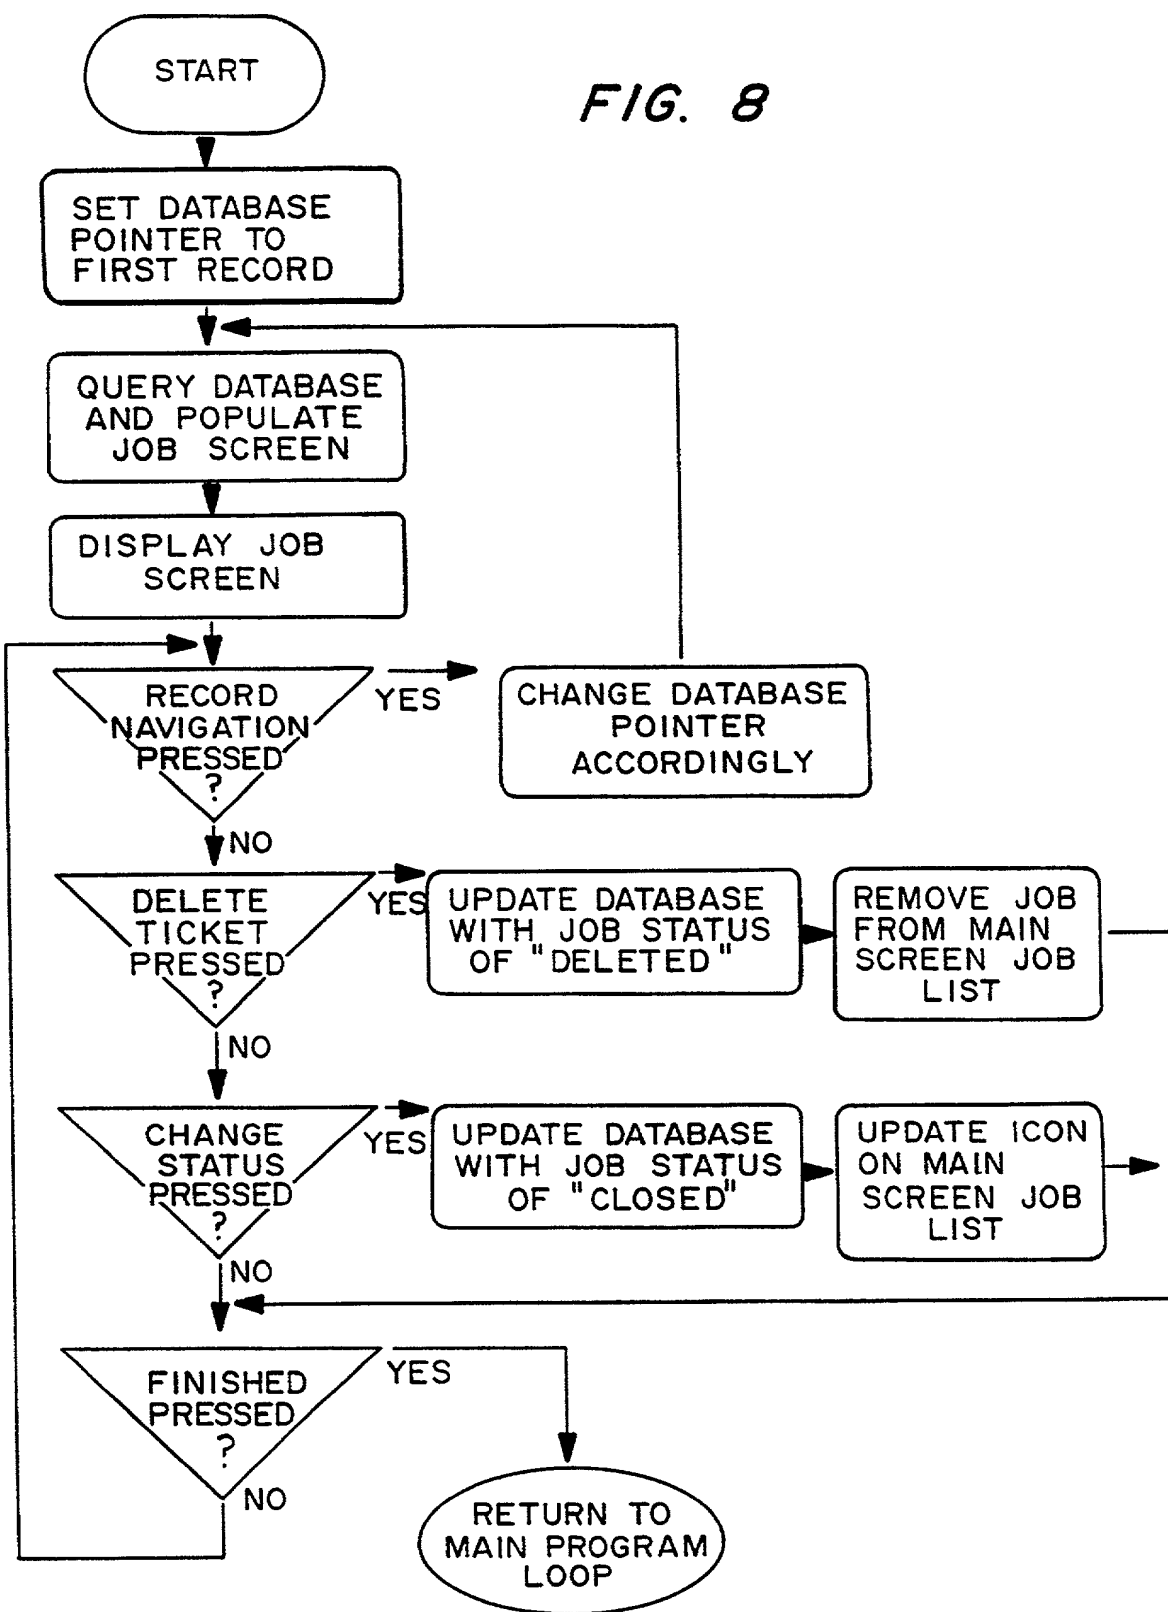 START
FIG. 8
SET DATABASE
POINTER TO
FIRST RECORD
QUERY DATABASE
AND POPULATE
JOB SCREEN
DISPLAY JOB
SCREEN
RECORD
NAVIGATION
PRESSED
?
YES
CHANGE DATABASE
POINTER
ACCORDINGLY
NO
DELETE
TICKET
PRESSED
?
YES
UPDATE DATABASE
WITH JOB STATUS
OF "DELETED"
REMOVE JOB
FROM MAIN
SCREEN JOB
LIST
NO
CHANGE
STATUS
PRESSED
?
YES
UPDATE DATABASE
WITH JOB STATUS
OF "CLOSED"
UPDATE ICON
ON MAIN
SCREEN JOB
LIST
NO
FINISHED
PRESSED
?
YES
NO
RETURN TO
MAIN PROGRAM
LOOP